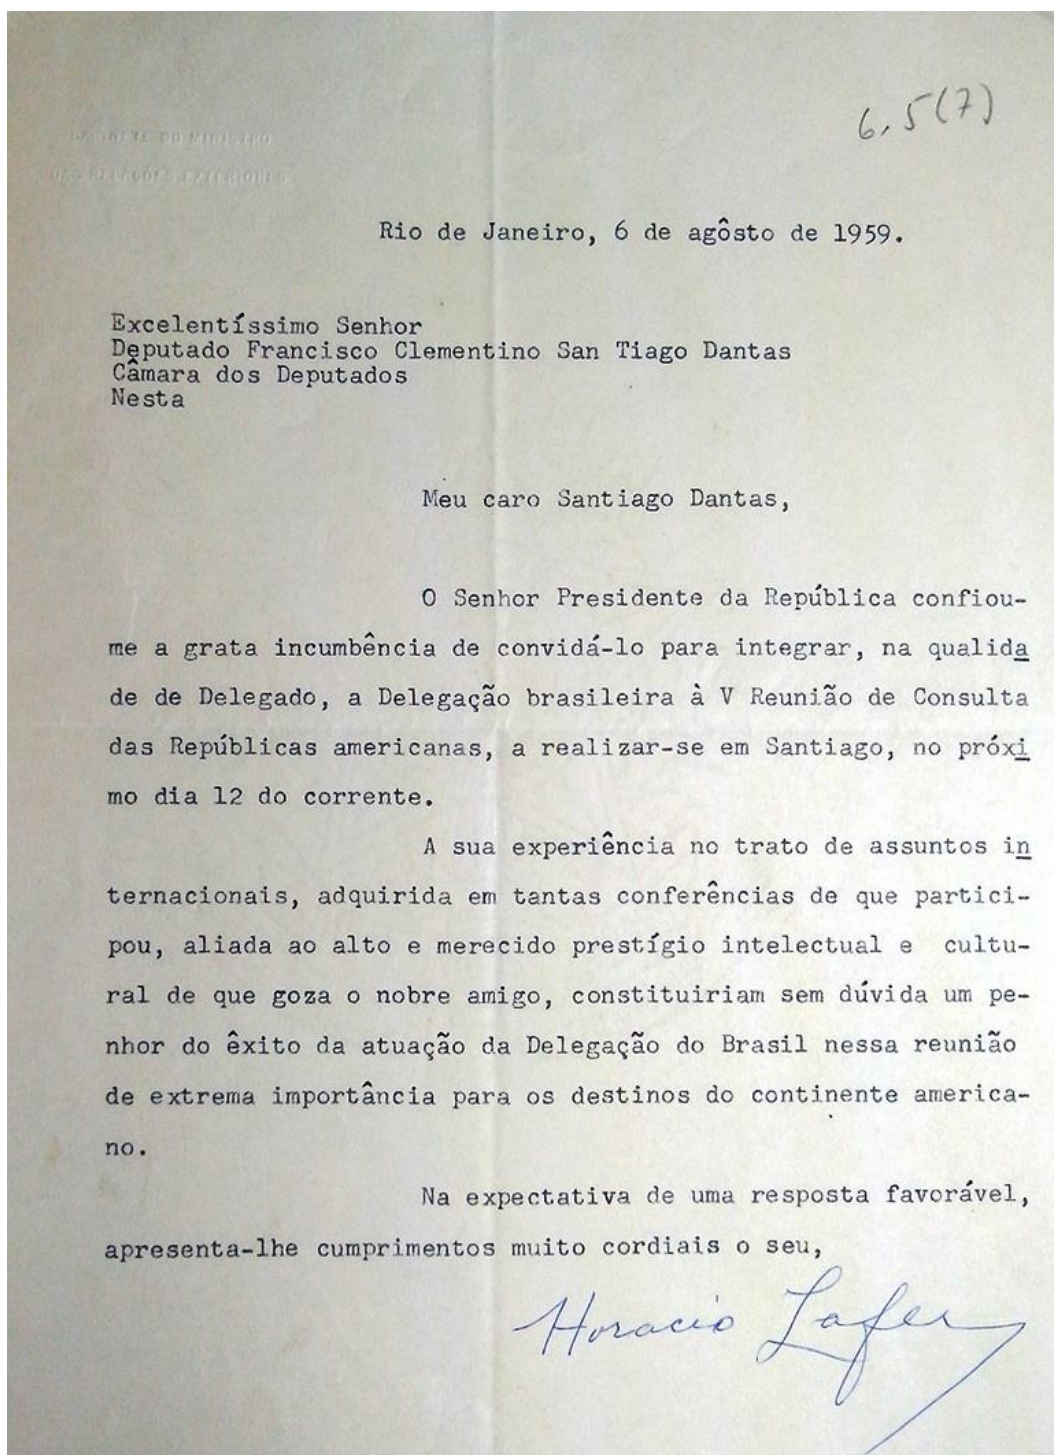 6.5(7)
GABINETE DO MINISTRO
DAS RELAÇÕES EXTERIORES
Rio de Janeiro, 6 de agôsto de 1959.
Excelentíssimo Senhor
Deputado Francisco Clementino San Tiago Dantas
Câmara dos Deputados
Nesta
Meu caro Santiago Dantas,
O Senhor Presidente da República confiou-
me a grata incumbência de convidá-lo para integrar, na qualida
de de Delegado, a Delegação brasileira à V Reunião de Consulta
das Repúblicas americanas, a realizar-se em Santiago, no próxi
mo dia 12 do corrente.
A sua experiência no trato de assuntos in
ternacionais, adquirida em tantas conferências de que partici-
pou, aliada ao alto e merecido prestígio intelectual e cultu-
ral de que goza o nobre amigo, constituiriam sem dúvida um pe-
nhor do êxito da atuação da Delegação do Brasil nessa reunião
de extrema importância para os destinos do continente america-
no.
Na expectativa de uma resposta favorável,
apresenta-lhe cumprimentos muito cordiais o seu,
Horacio Lafer